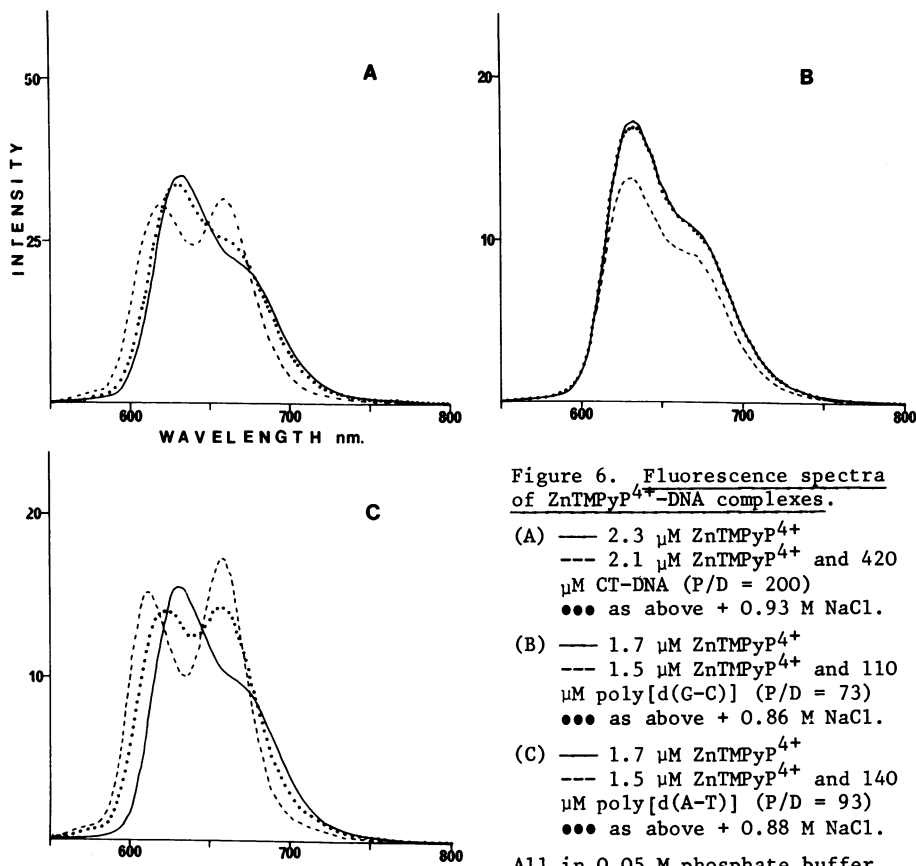 A
50
25
INTENSITY
600
700
800
WAVELENGTH nm.
B
20
10
600
700
800
C
20
10
600
700
Figure 6. Fluorescence spectra
of ZnTMPyP4+-DNA complexes.
(A) —— 2.3 µM ZnTMPyP4+
--- 2.1 µM ZnTMPyP4+ and 420
µM CT-DNA (P/D = 200)
●●● as above + 0.93 M NaCl.
(B) —— 1.7 µM ZnTMPyP4+
--- 1.5 µM ZnTMPyP4+ and 110
µM poly[d(G-C)] (P/D = 73)
●●● as above + 0.86 M NaCl.
(C) —— 1.7 µM ZnTMPyP4+
--- 1.5 µM ZnTMPyP4+ and 140
µM poly[d(A-T)] (P/D = 93)
●●● as above + 0.88 M NaCl.
All in 0.05 M phosphate buffer